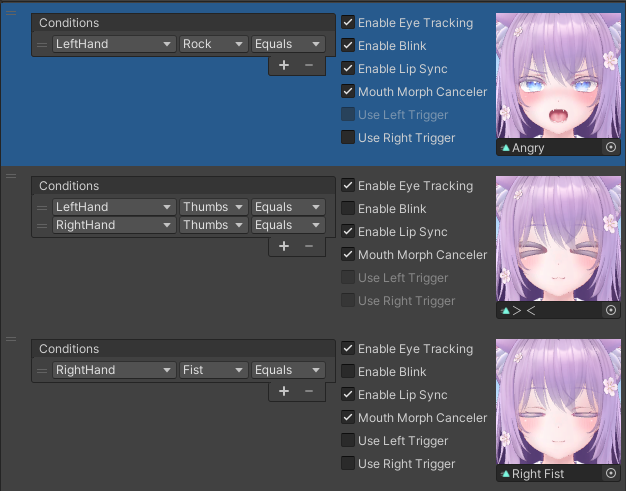 Conditions
LeftHand Rock Equals
+ −
Enable Eye Tracking
Enable Blink
Enable Lip Sync
Mouth Morph Canceler
Use Left Trigger
Use Right Trigger
Angry
Conditions
LeftHand Thumbs Equals
RightHand Thumbs Equals
+ −
Enable Eye Tracking
Enable Blink
Enable Lip Sync
Mouth Morph Canceler
Use Left Trigger
Use Right Trigger
＞＜
Conditions
RightHand Fist Equals
+ −
Enable Eye Tracking
Enable Blink
Enable Lip Sync
Mouth Morph Canceler
Use Left Trigger
Use Right Trigger
Right Fist